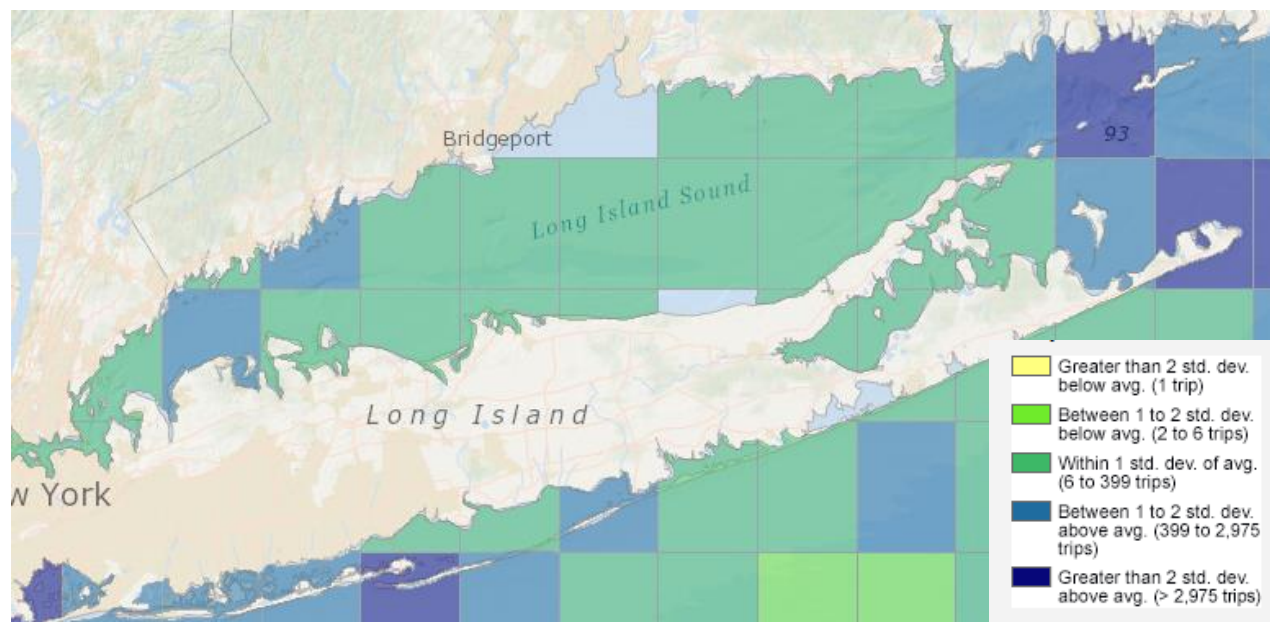 Bridgeport
93
Long Island Sound
Long Island
w York
Greater than 2 std. dev.
below avg. (1 trip)
Between 1 to 2 std. dev.
below avg. (2 to 6 trips)
Within 1 std. dev. of avg.
(6 to 399 trips)
Between 1 to 2 std. dev.
above avg. (399 to 2,975
trips)
Greater than 2 std. dev.
above avg. (> 2,975 trips)